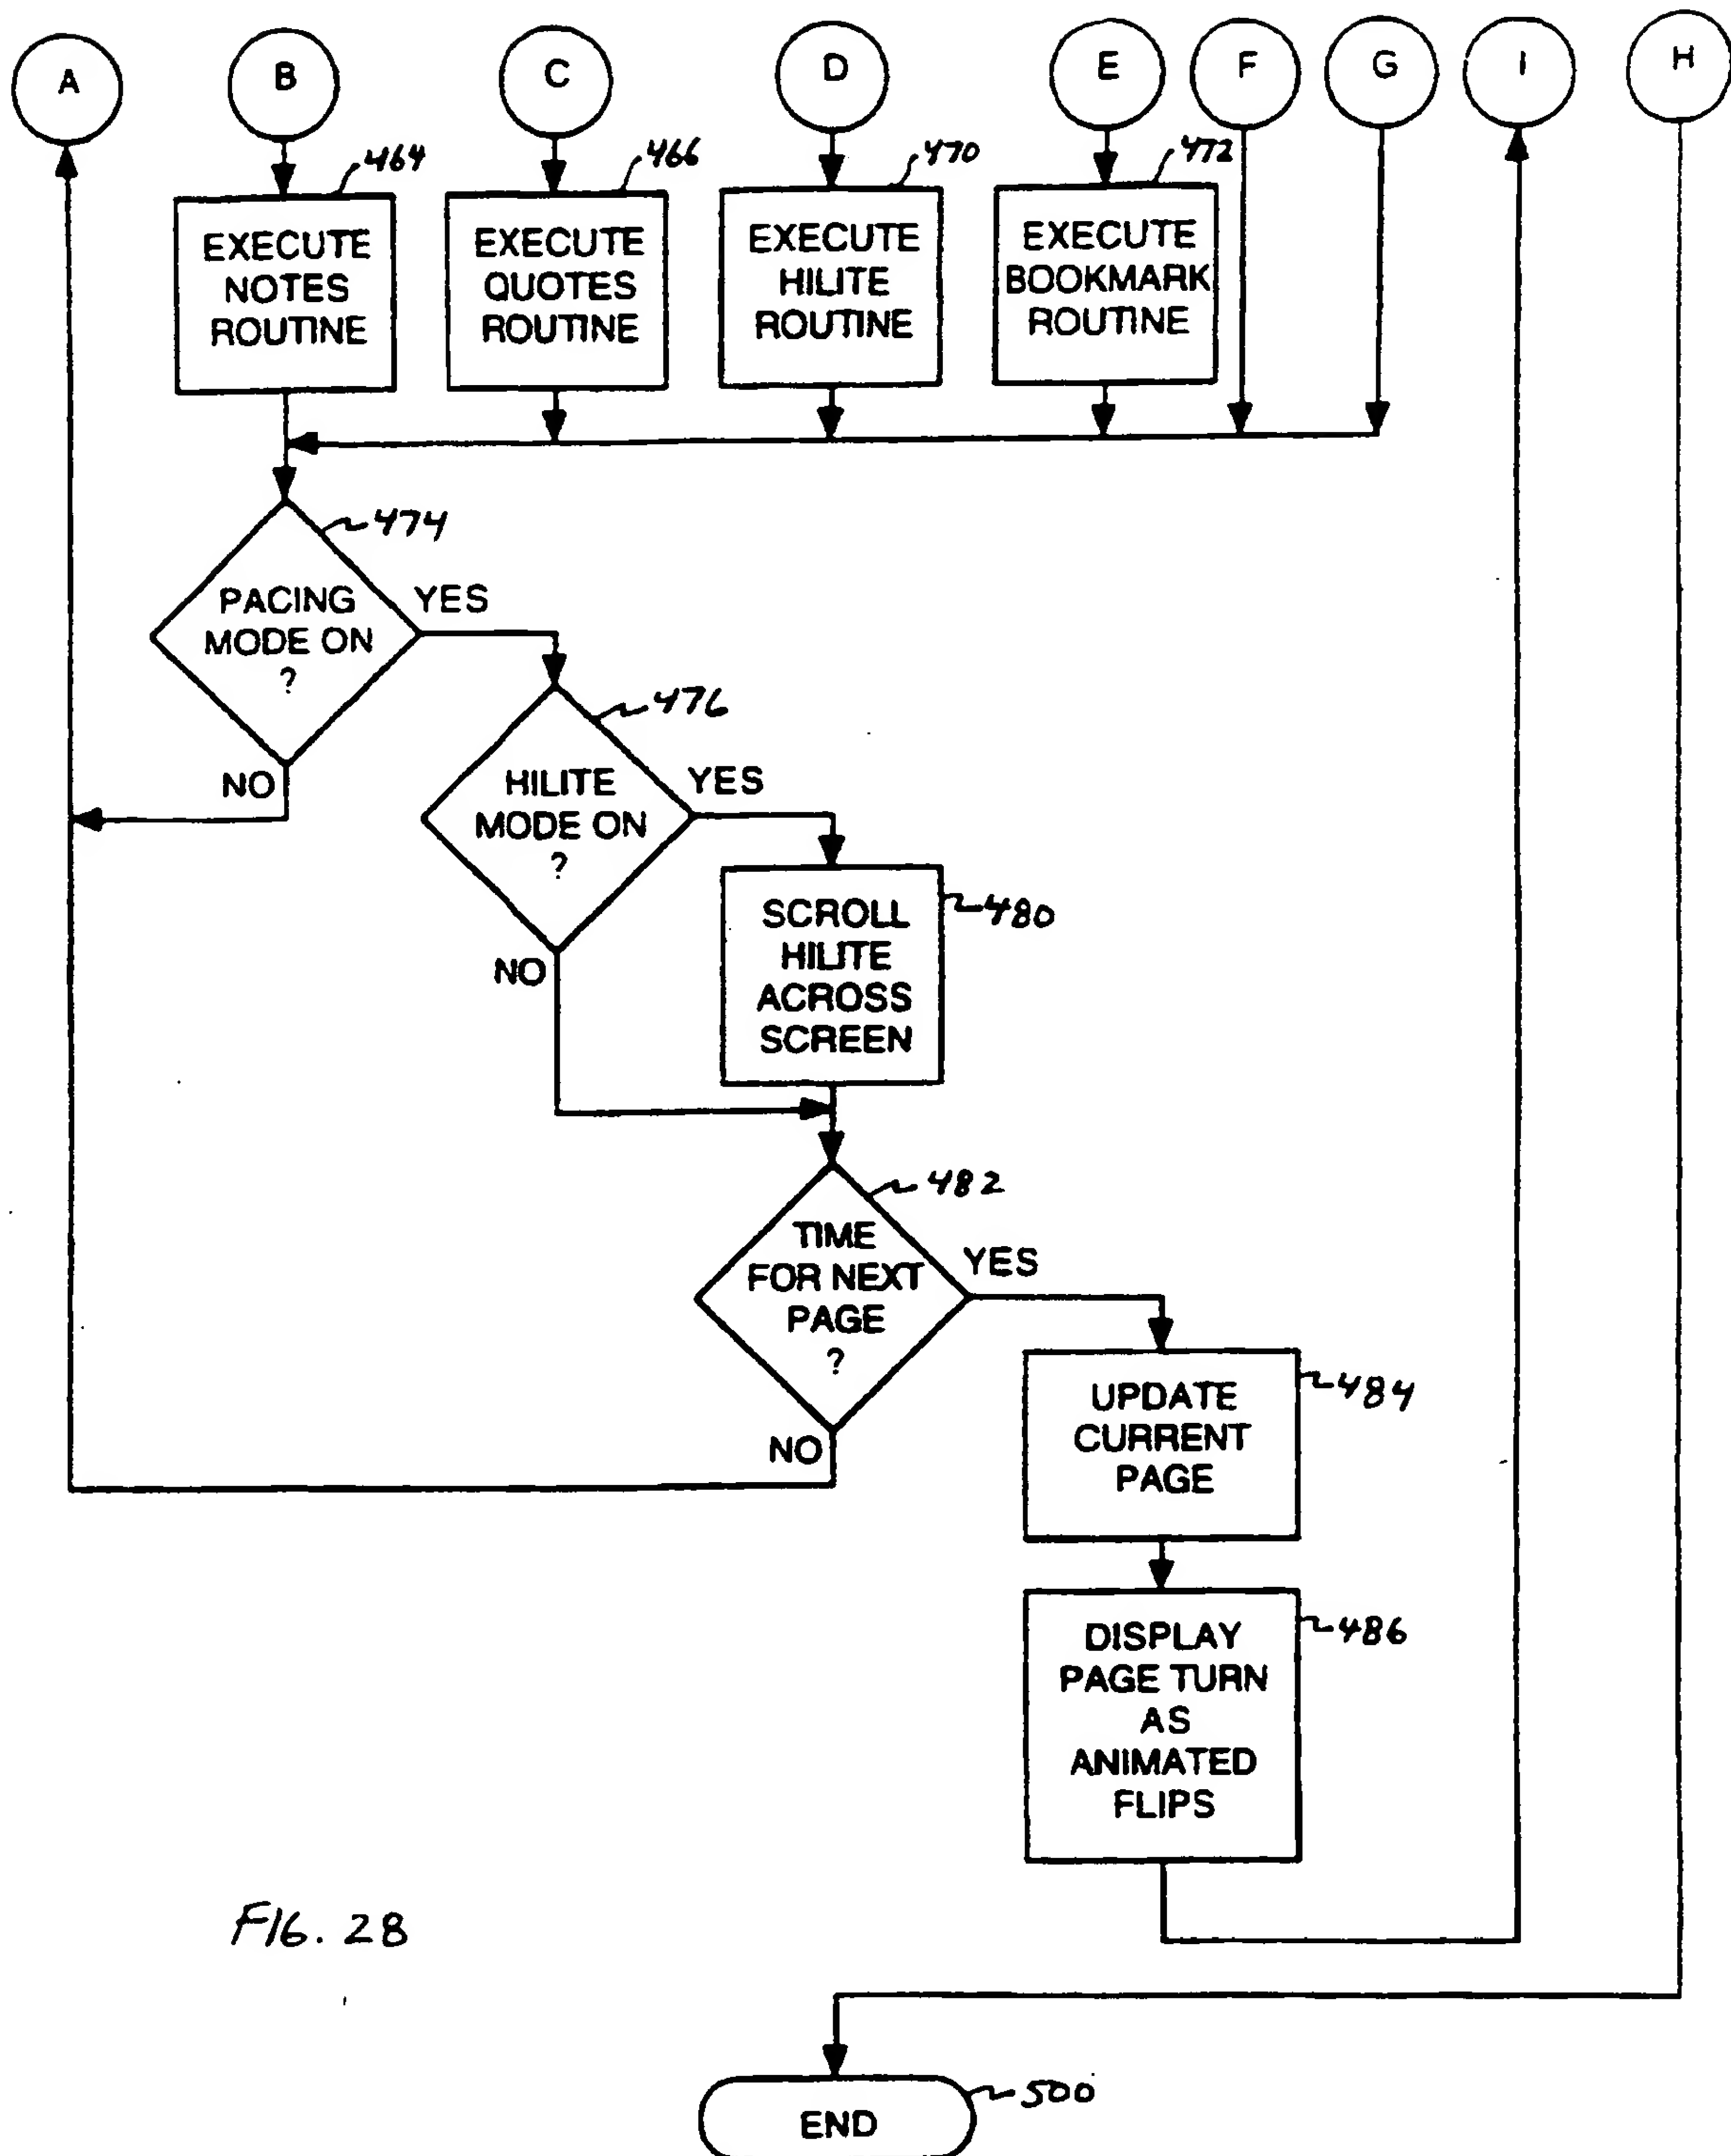 A
B
C
D
E
F
G
I
H
464
466
470
472
EXECUTE
NOTES
ROUTINE
EXECUTE
QUOTES
ROUTINE
EXECUTE
HILITE
ROUTINE
EXECUTE
BOOKMARK
ROUTINE
474
PACING
MODE ON
?
YES
NO
476
HILITE
MODE ON
?
YES
NO
480
SCROLL
HILITE
ACROSS
SCREEN
482
TIME
FOR NEXT
PAGE
?
YES
NO
484
UPDATE
CURRENT
PAGE
486
DISPLAY
PAGE TURN
AS
ANIMATED
FLIPS
FIG. 28
500
END